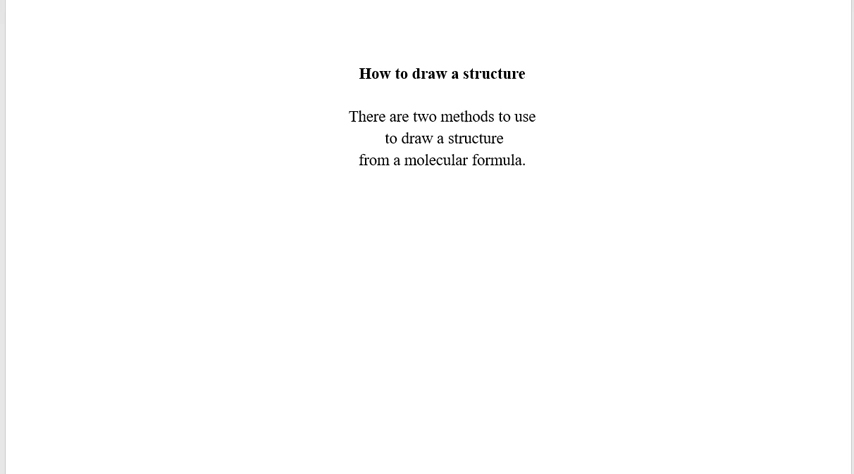 How to draw a structure
There are two methods to use
to draw a structure
from a molecular formula.